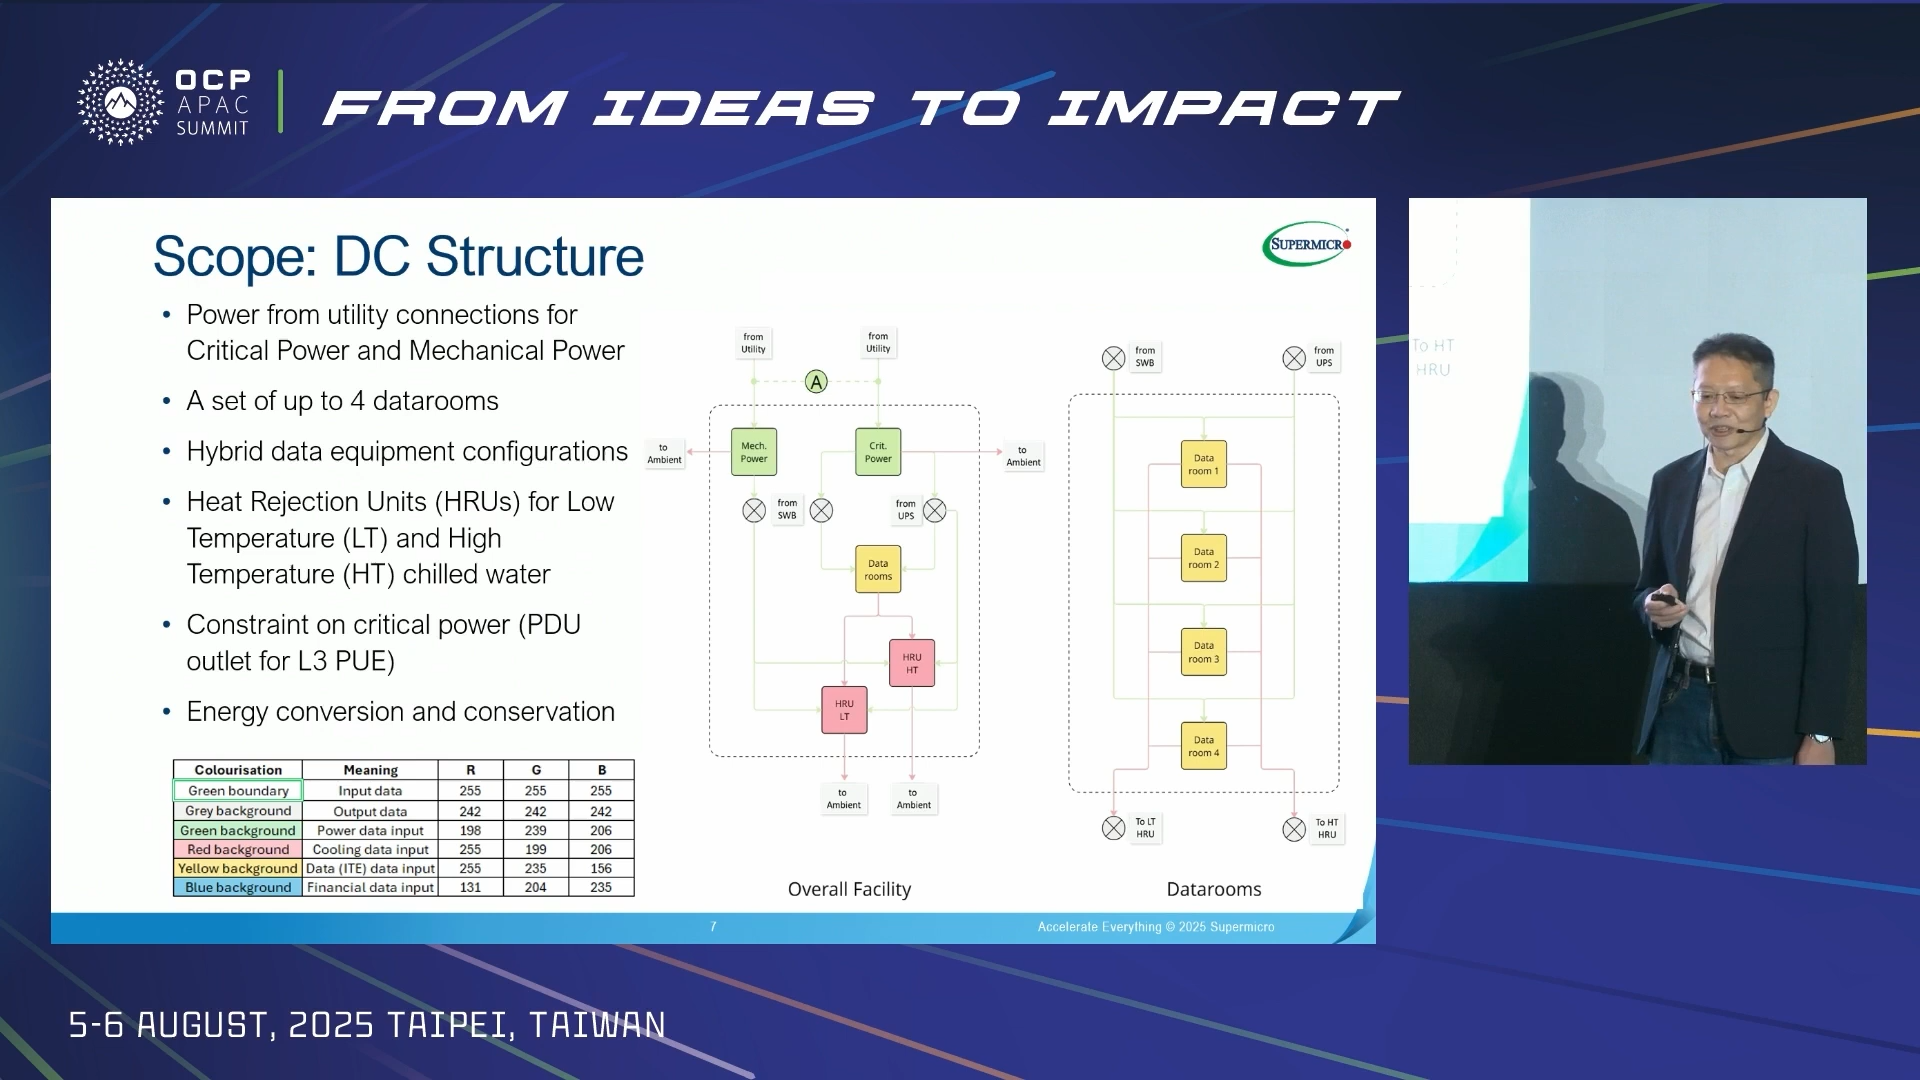 OCP
APAC
SUMMIT
FROM IDEAS TO IMPACT
Scope: DC Structure
SUPERMICRO
• Power from utility connections for
Critical Power and Mechanical Power
• A set of up to 4 datarooms
• Hybrid data equipment configurations
• Heat Rejection Units (HRUs) for Low
Temperature (LT) and High
Temperature (HT) chilled water
• Constraint on critical power (PDU
outlet for L3 PUE)
• Energy conversion and conservation
Colourisation Meaning R G B
Green boundary Input data 255 255 255
Grey background Output data 242 242 242
Green background Power data input 198 239 206
Red background Cooling data input 255 199 206
Yellow background Data (ITE) data input 255 235 156
Blue background Financial data input 131 204 235
from
Utility
from
Utility
A
to
Ambient
Mech.
Power
Crit.
Power
to
Ambient
from
SWB
from
UPS
Data
rooms
HRU
HT
HRU
LT
to
Ambient
to
Ambient
Overall Facility
from
SWB
from
UPS
Data
room 1
Data
room 2
Data
room 3
Data
room 4
To LT
HRU
To HT
HRU
Datarooms
7
Accelerate Everything © 2025 Supermicro
To HT
HRU
5-6 AUGUST, 2025 TAIPEI, TAIWAN